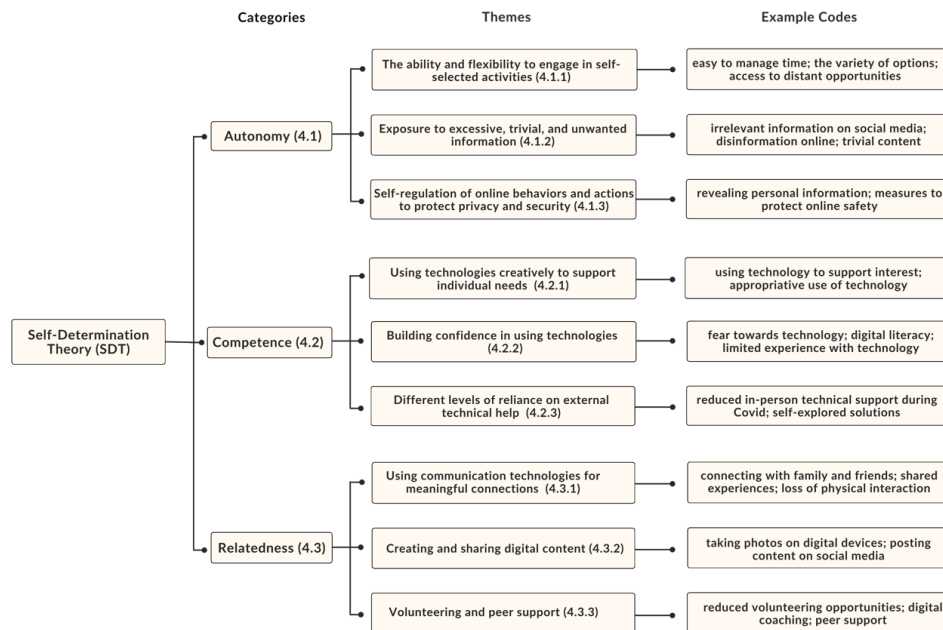 Categories
Themes
Example Codes
Self-Determination
Theory (SDT)
Autonomy (4.1)
The ability and flexibility to engage in self-
selected activities (4.1.1)
easy to manage time; the variety of options;
access to distant opportunities
Exposure to excessive, trivial, and unwanted
information (4.1.2)
irrelevant information on social media;
disinformation online; trivial content
Self-regulation of online behaviors and actions
to protect privacy and security (4.1.3)
revealing personal information; measures to
protect online safety
Competence (4.2)
Using technologies creatively to support
individual needs (4.2.1)
using technology to support interest;
appropriative use of technology
Building confidence in using technologies
(4.2.2)
fear towards technology; digital literacy;
limited experience with technology
Different levels of reliance on external
technical help (4.2.3)
reduced in-person technical support during
Covid; self-explored solutions
Relatedness (4.3)
Using communication technologies for
meaningful connections (4.3.1)
connecting with family and friends; shared
experiences; loss of physical interaction
Creating and sharing digital content (4.3.2)
taking photos on digital devices; posting
content on social media
Volunteering and peer support (4.3.3)
reduced volunteering opportunities; digital
coaching; peer support